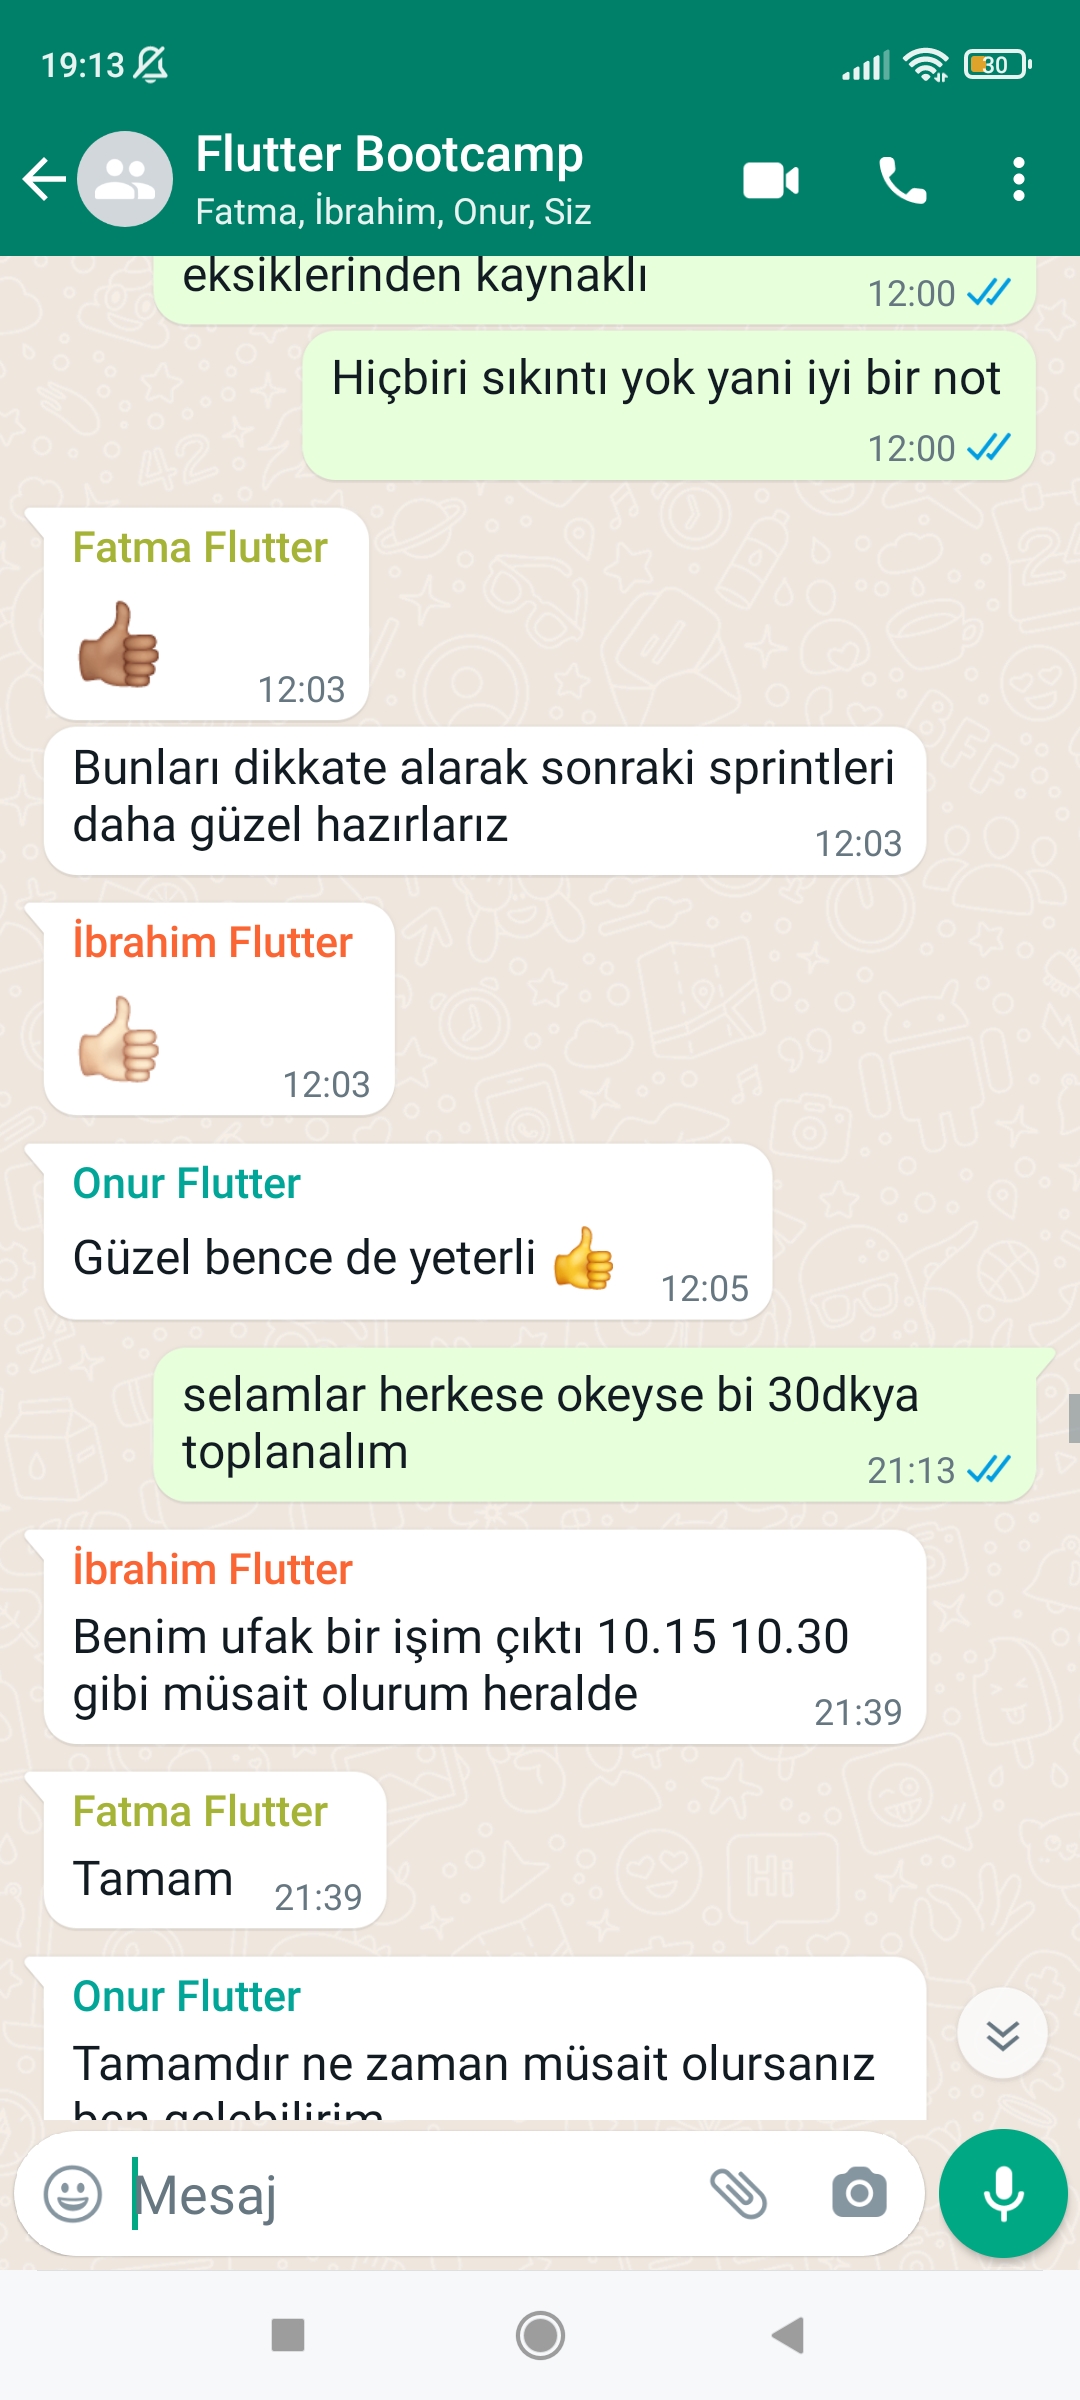 19:13
30
Flutter Bootcamp
Fatma, İbrahim, Onur, Siz
eksiklerinden kaynaklı
12:00
Hiçbiri sıkıntı yok yani iyi bir not
12:00
Fatma Flutter
12:03
Bunları dikkate alarak sonraki sprintleri
daha güzel hazırlarız
12:03
İbrahim Flutter
12:03
Onur Flutter
Güzel bence de yeterli 👍
12:05
selamlar herkese okeyse bi 30dkya
toplanalım
21:13
İbrahim Flutter
Benim ufak bir işim çıktı 10.15 10.30
gibi müsait olurum heralde
21:39
Fatma Flutter
Tamam
21:39
Onur Flutter
Tamamdır ne zaman müsait olursanız
ben gelebilirim
Mesaj